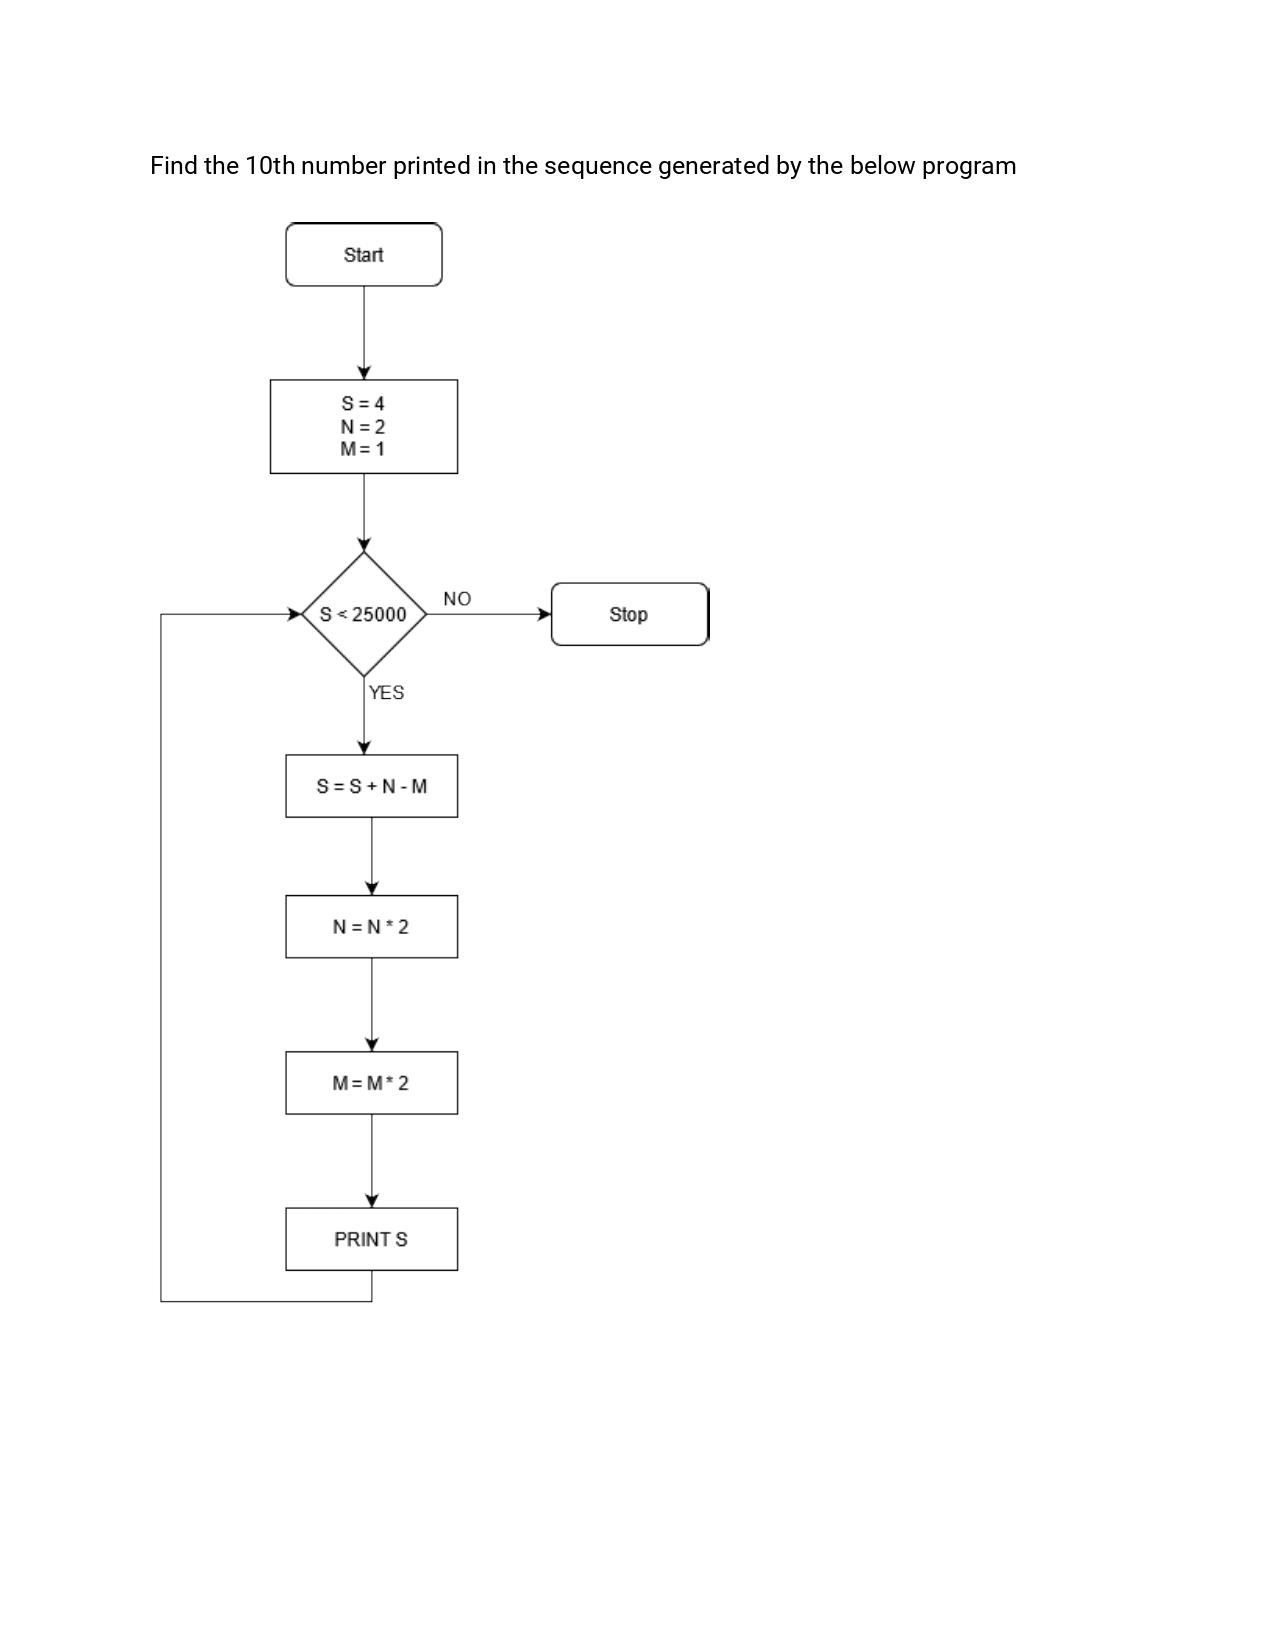 Find the 10th number printed in the sequence generated by the below program
Start
S = 4
N = 2
M = 1
S < 25000
NO
Stop
YES
S = S + N - M
N = N * 2
M = M * 2
PRINT S